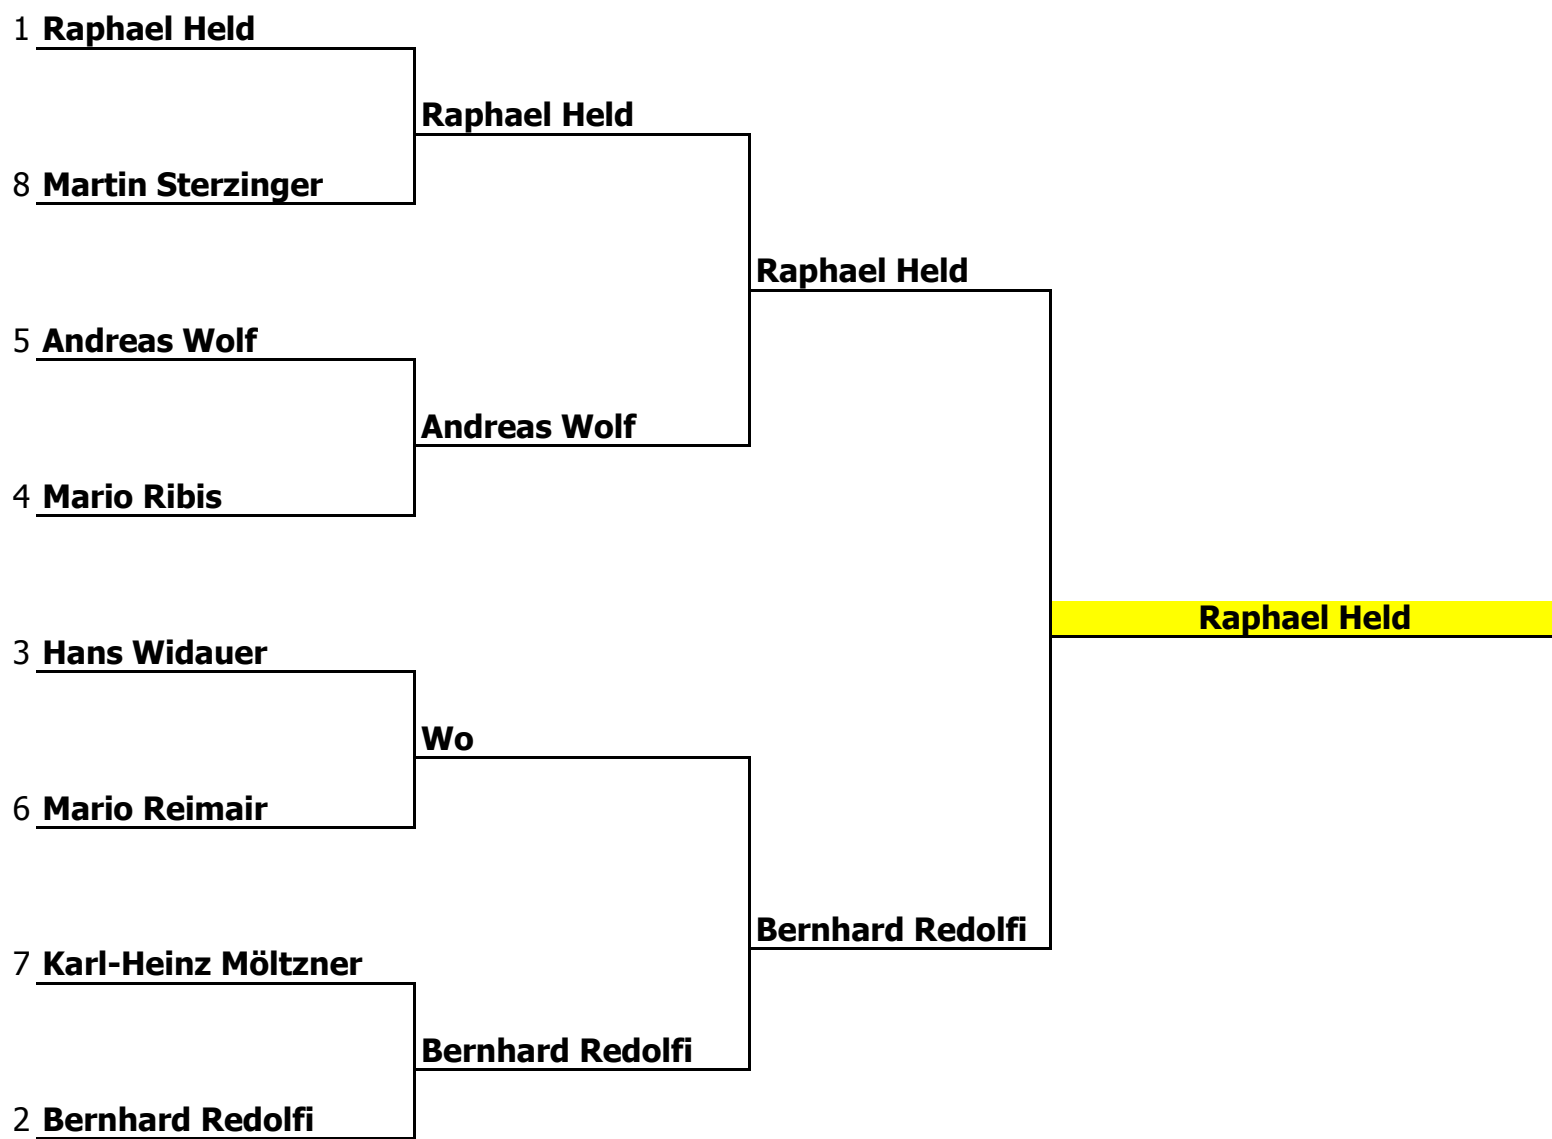 1 Raphael Held
Raphael Held
8 Martin Sterzinger
Raphael Held
5 Andreas Wolf
Andreas Wolf
4 Mario Ribis
Raphael Held
3 Hans Widauer
Wo
6 Mario Reimair
Bernhard Redolfi
7 Karl-Heinz Möltzner
Bernhard Redolfi
2 Bernhard Redolfi